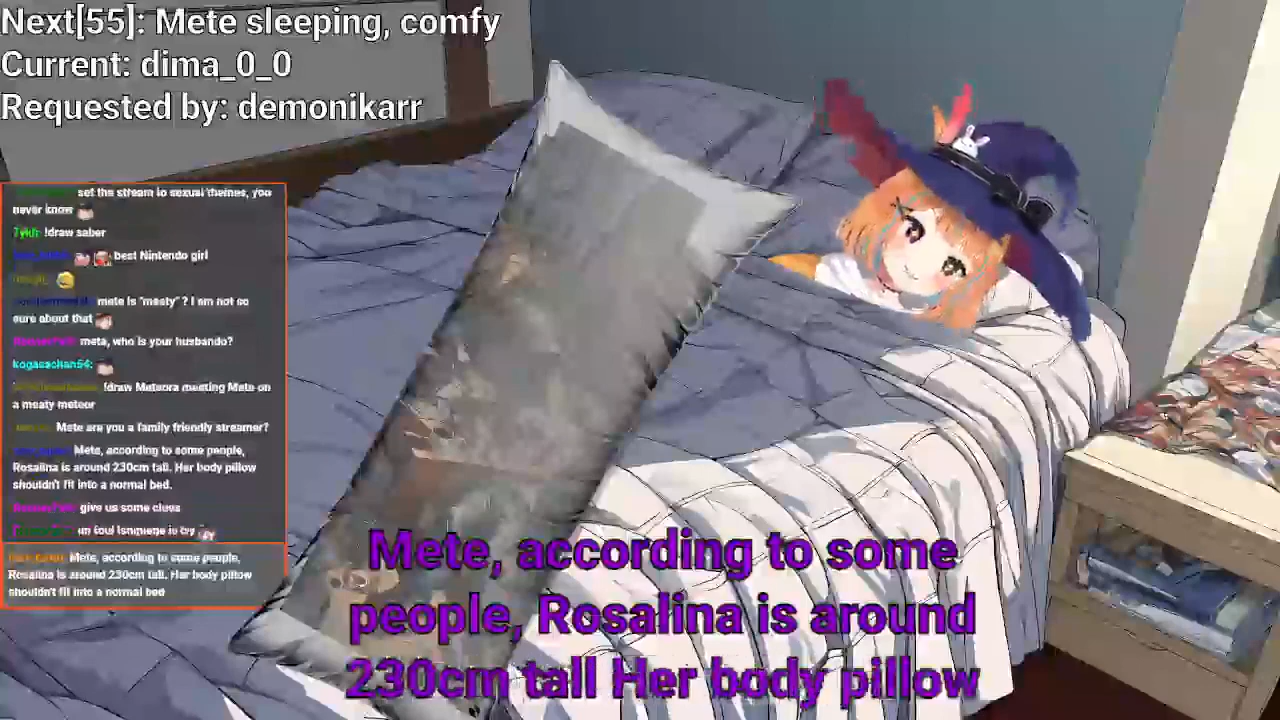 Next[55]: Mete sleeping, comfy
Current: dima_0_0
Requested by: demonikarr
set the stream to sexual themes, you
never know
!draw saber
best Nintendo girl
mete is "meaty" ? I am not so
sure about that
meta, who is your husbando?
kogasachan54:
!draw Meteora meeting Mete on
a meaty meteor
Mete are you a family friendly streamer?
Mete, according to some people,
Rosalina is around 230cm tall. Her body pillow
shouldn't fit into a normal bed.
give us some clues
Mete, according to some people,
Rosalina is around 230cm tall. Her body pillow
shouldn't fit into a normal bed
Mete, according to some
people, Rosalina is around
230cm tall Her body pillow